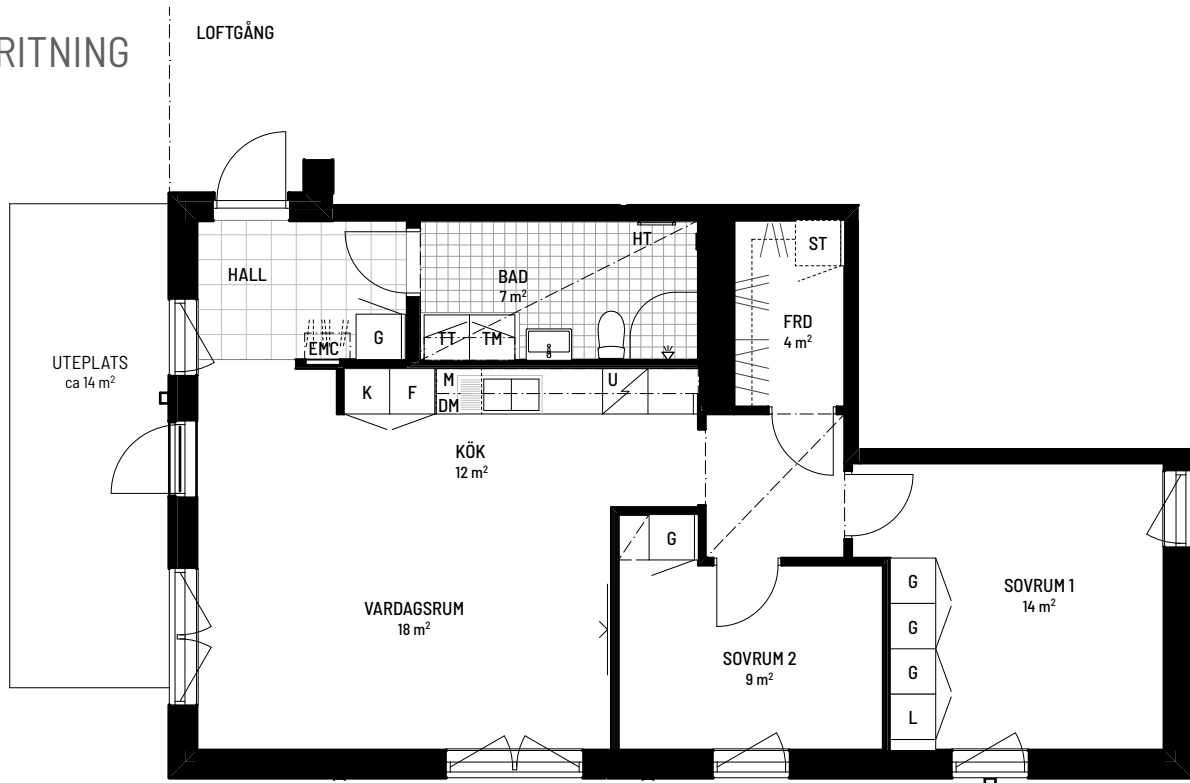 RITNING
LOFTGÅNG
HALL
HT
BAD
7 m²
ST
FRD
4 m²
EMC
G
TT
TM
UTEPLATS
ca 14 m²
K
F
M
DM
U
KÖK
12 m²
G
VARDAGSRUM
18 m²
SOVRUM 2
9 m²
G
G
G
L
SOVRUM 1
14 m²